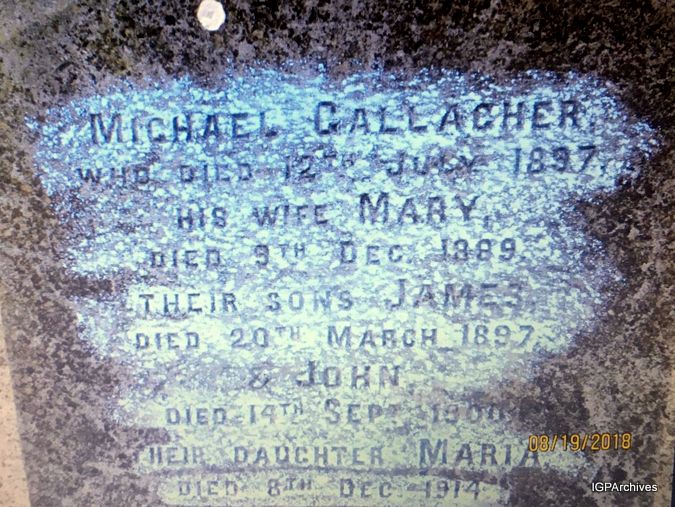 MICHAEL GALLAGHER,
WHO DIED 12TH JULY 1897,
HIS WIFE MARY,
DIED 9TH DEC. 1889.
THEIR SONS JAMES,
DIED 20TH MARCH 1897,
& JOHN,
DIED 14TH SEPT. 1900.
THEIR DAUGHTER MARIA
DIED 8TH DEC. 1914
08/19/2018
IGPArchives